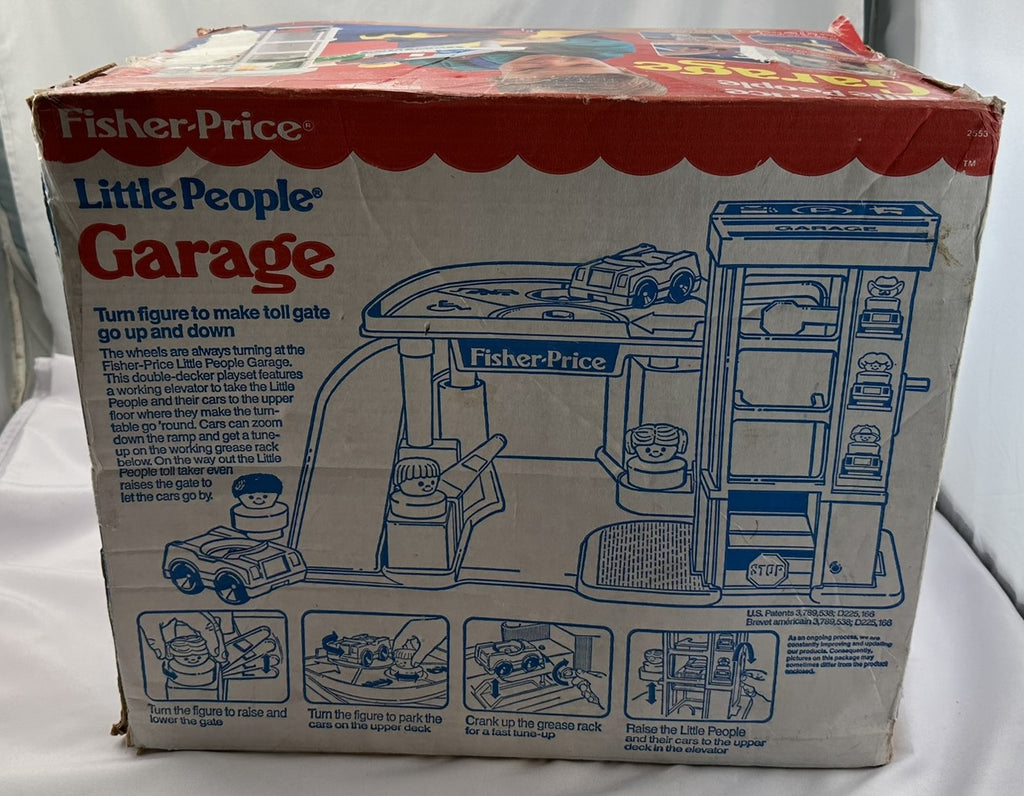 Little People
Garage
Fisher-Price®
2553
TM
Little People®
Garage
GARAGE
Turn figure to make toll gate
go up and down
The wheels are always turning at the
Fisher-Price Little People Garage.
This double-decker playset features
a working elevator to take the Little
People and their cars to the upper
floor where they make the turn-
table go 'round. Cars can zoom
down the ramp and get a tune-
up on the working grease rack
below. On the way out the Little
People toll taker even
raises the gate to
let the cars go by.
Fisher-Price
STOP
U.S. Patents 3,789,538; D225,166
Brevet américain 3,789,538; D225,166
As an ongoing process, we are
constantly improving and updating
our products. Consequently,
pictures on this package may
sometimes differ from the product
enclosed.
Turn the figure to raise and
lower the gate
Turn the figure to park the
cars on the upper deck
Crank up the grease rack
for a fast tune-up
Raise the Little People
and their cars to the upper
deck in the elevator